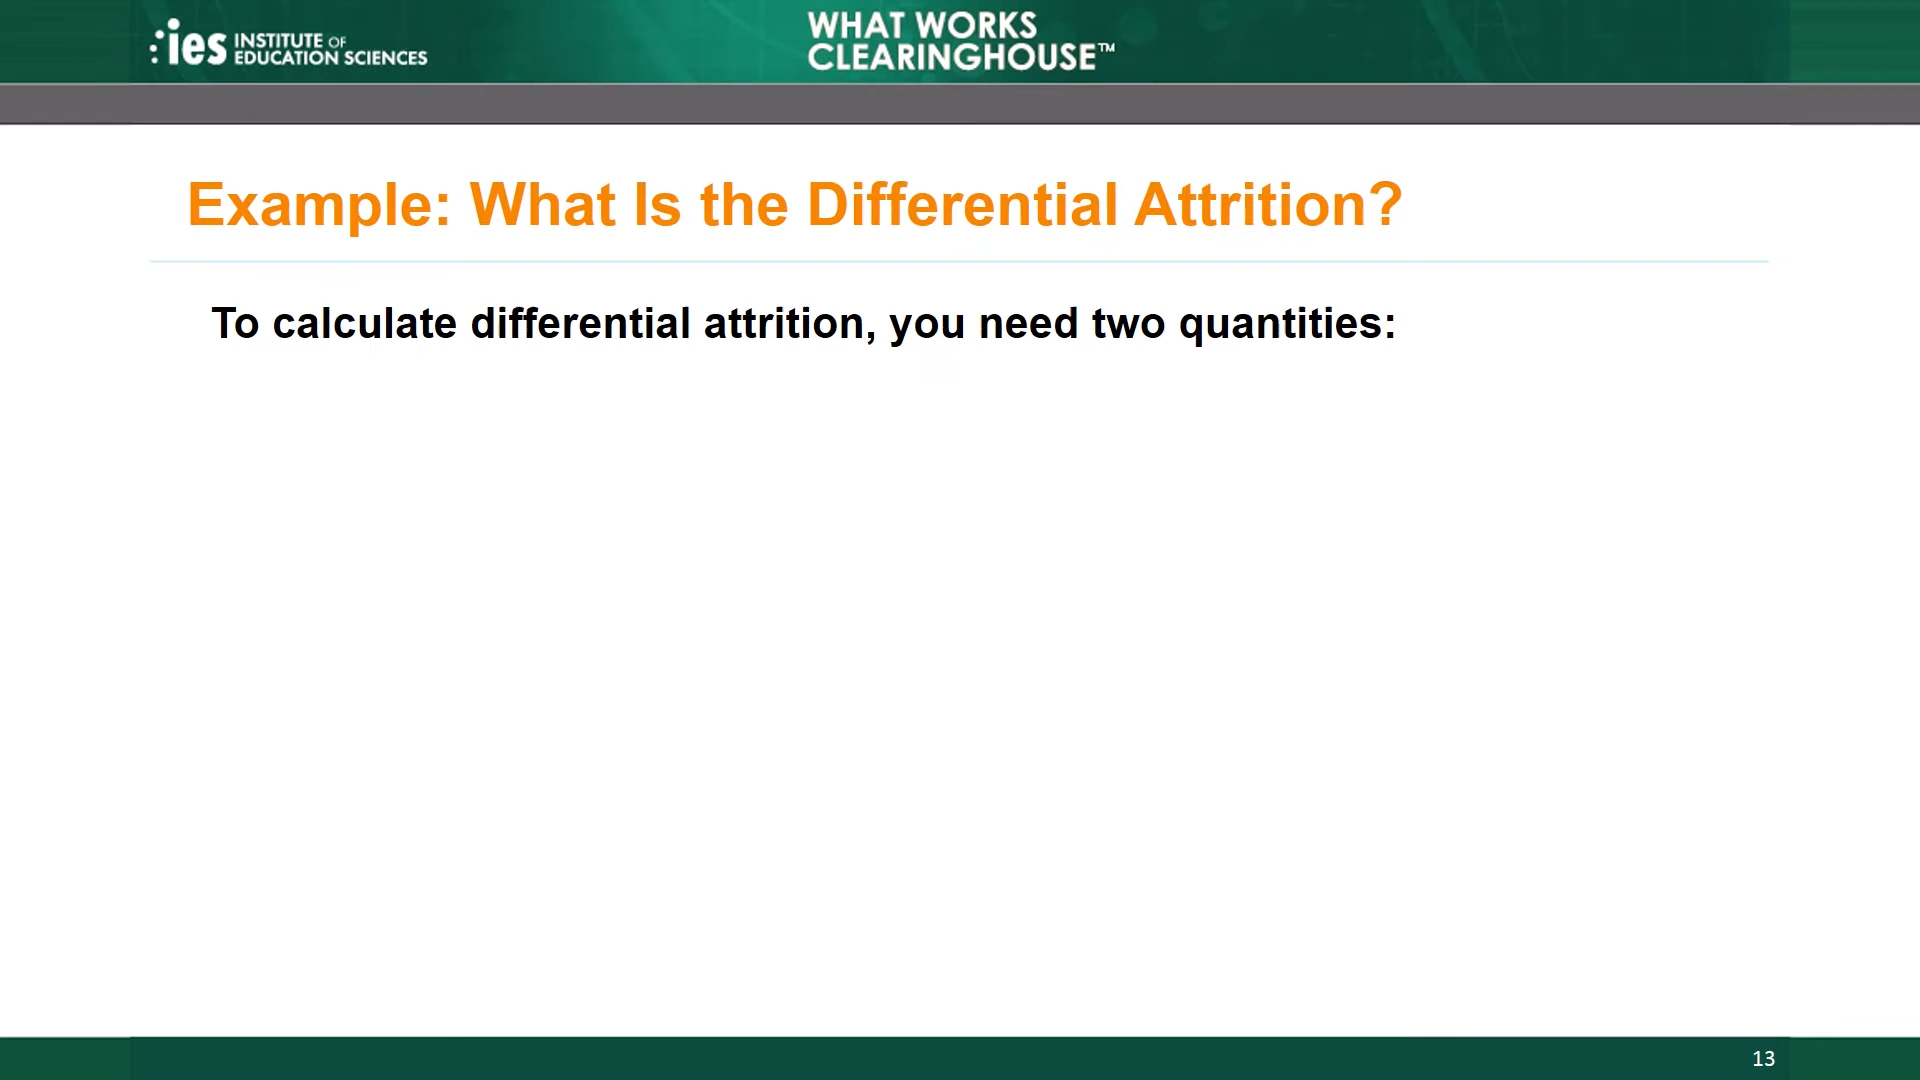 ies INSTITUTE OF
EDUCATION SCIENCES
WHAT WORKS
CLEARINGHOUSE™
Example: What Is the Differential Attrition?
To calculate differential attrition, you need two quantities:
13